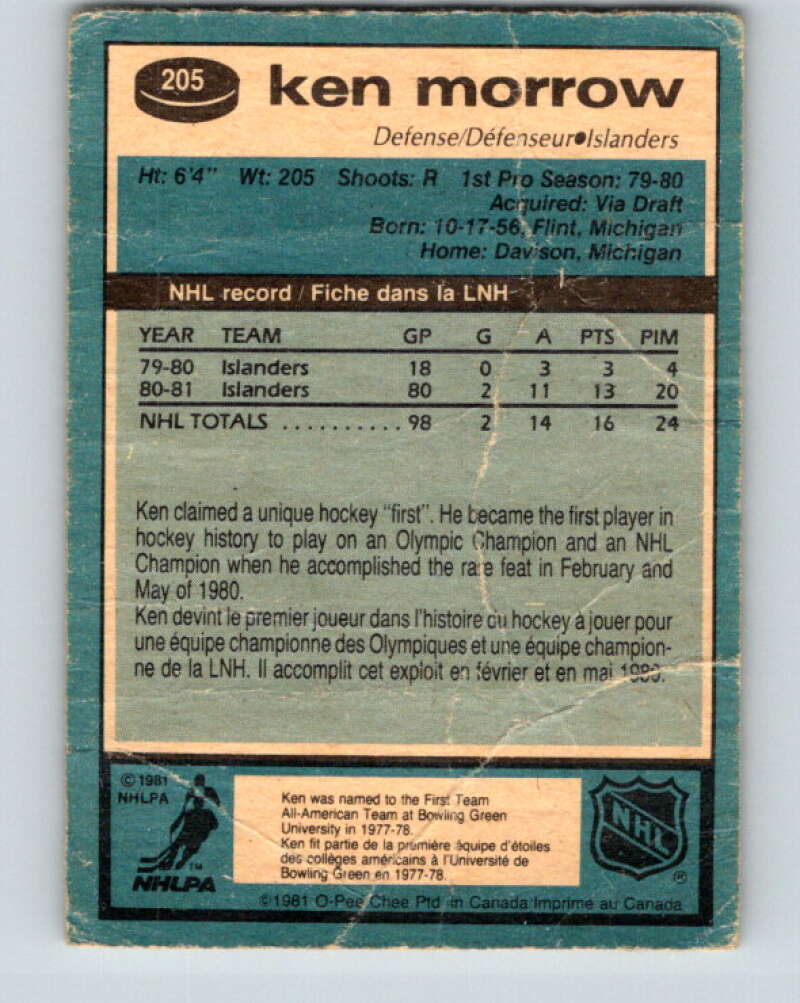 205
ken morrow
Defense/Défenseur●Islanders
Ht: 6'4" Wt: 205 Shoots: R 1st Pro Season: 79-80
Acquired: Via Draft
Born: 10-17-56, Flint, Michigan
Home: Davison, Michigan
NHL record / Fiche dans la LNH
YEAR TEAM GP G A PTS PIM
79-80 Islanders 18 0 3 3 4
80-81 Islanders 80 2 11 13 20
NHL TOTALS .......... 98 2 14 16 24
Ken claimed a unique hockey "first". He became the first player in
hockey history to play on an Olympic Champion and an NHL
Champion when he accomplished the rare feat in February and
May of 1980.
Ken devint le premier joueur dans l'histoire du hockey à jouer pour
une équipe championne des Olympiques et une équipe champion-
ne de la LNH. Il accomplit cet exploit en février et en mai 1980.
© 1981
NHLPA
TM
NHLPA
Ken was named to the First Team
All-American Team at Bowling Green
University in 1977-78.
Ken fit partie de la première équipe d'étoiles
des collèges américains à l'Université de
Bowling Green en 1977-78.
NHL
®
©1981 O-Pee Chee Ptd in Canada Imprime au Canada